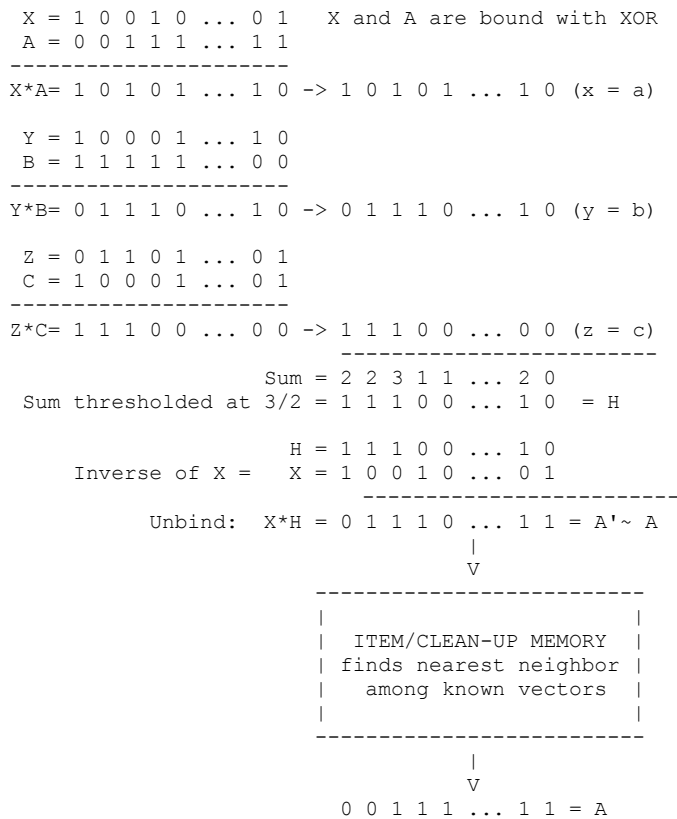 X = 1 0 0 1 0 ... 0 1   X and A are bound with XOR
A = 0 0 1 1 1 ... 1 1
----------------------
X*A= 1 0 1 0 1 ... 1 0 -> 1 0 1 0 1 ... 1 0 (x = a)
Y = 1 0 0 0 1 ... 1 0
B = 1 1 1 1 1 ... 0 0
----------------------
Y*B= 0 1 1 1 0 ... 1 0 -> 0 1 1 1 0 ... 1 0 (y = b)
Z = 0 1 1 0 1 ... 0 1
C = 1 0 0 0 1 ... 0 1
----------------------
Z*C= 1 1 1 0 0 ... 0 0 -> 1 1 1 0 0 ... 0 0 (z = c)
-------------------------
Sum = 2 2 3 1 1 ... 2 0
Sum thresholded at 3/2 = 1 1 1 0 0 ... 1 0  = H
H = 1 1 1 0 0 ... 1 0
Inverse of X =   X = 1 0 0 1 0 ... 0 1
-------------------------
Unbind:  X*H = 0 1 1 1 0 ... 1 1 = A'~ A
|
V
--------------------------
|                         |
|  ITEM/CLEAN-UP MEMORY  |
| finds nearest neighbor |
|  among known vectors  |
|                         |
--------------------------
|
V
0 0 1 1 1 ... 1 1 = A